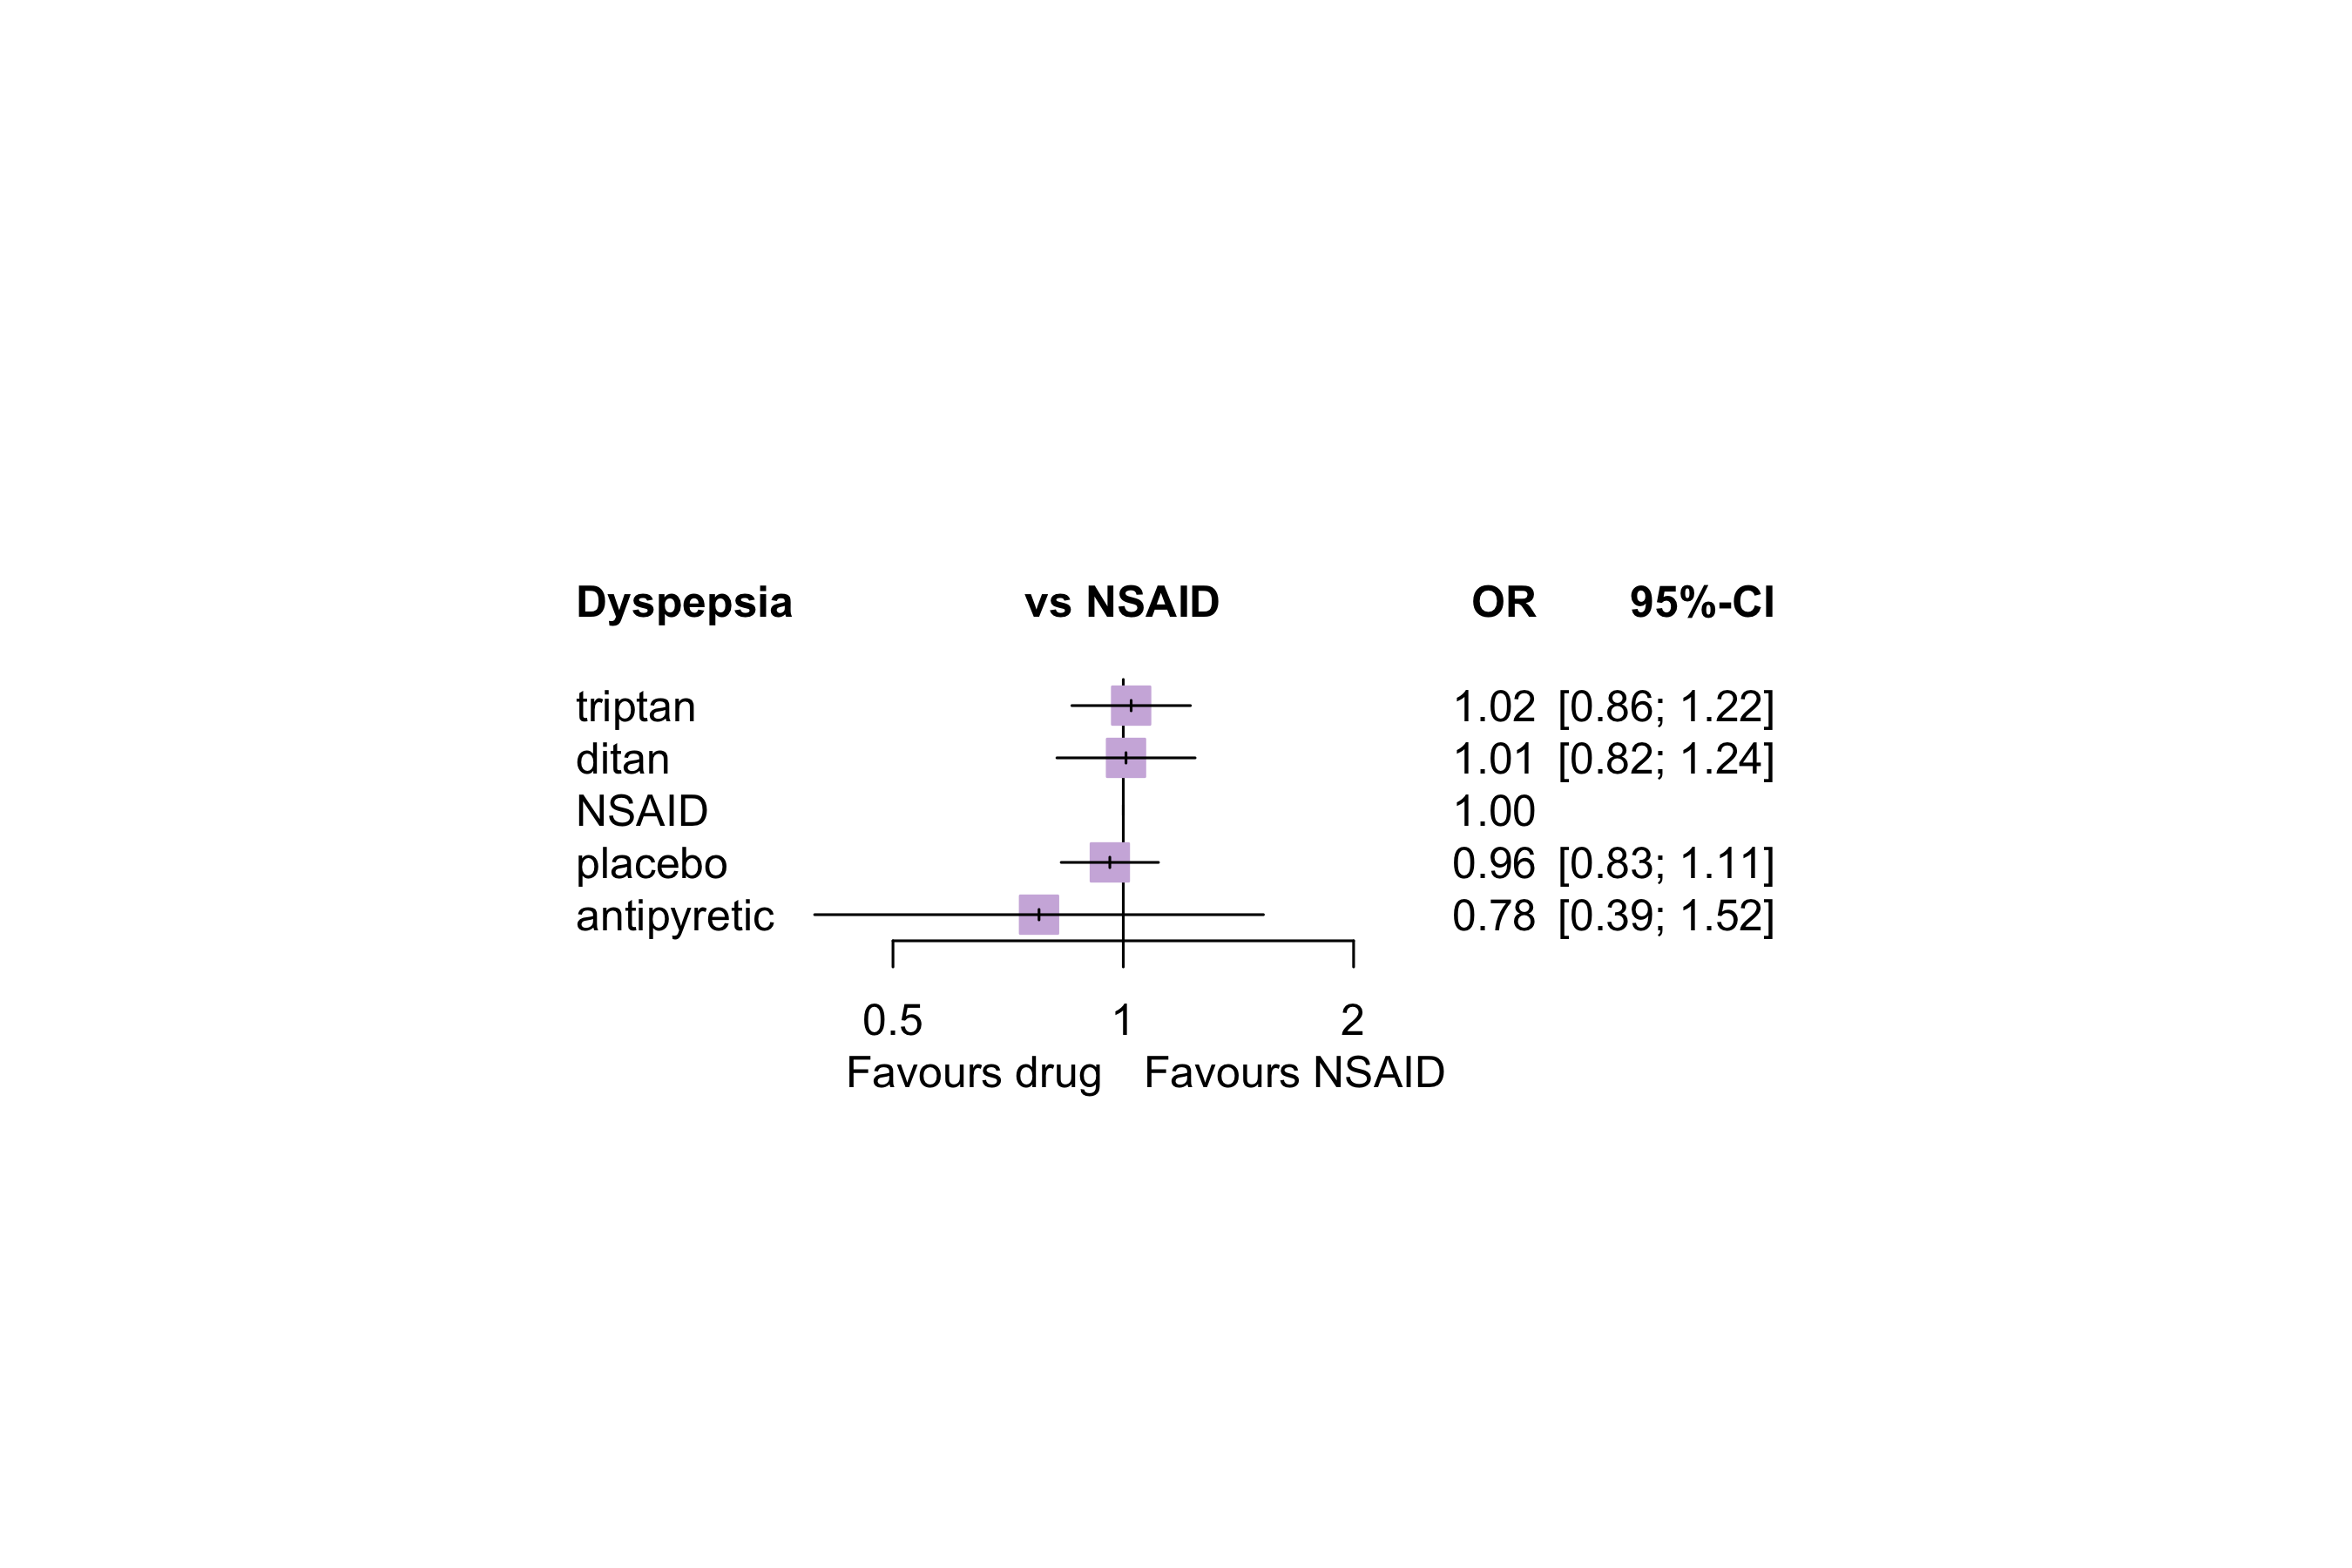 Dyspepsia vs NSAID OR 95%-CI
triptan 1.02 [0.86; 1.22]
ditan 1.01 [0.82; 1.24]
NSAID 1.00
placebo 0.96 [0.83; 1.11]
antipyretic 0.78 [0.39; 1.52]
0.5 1 2
Favours drug Favours NSAID